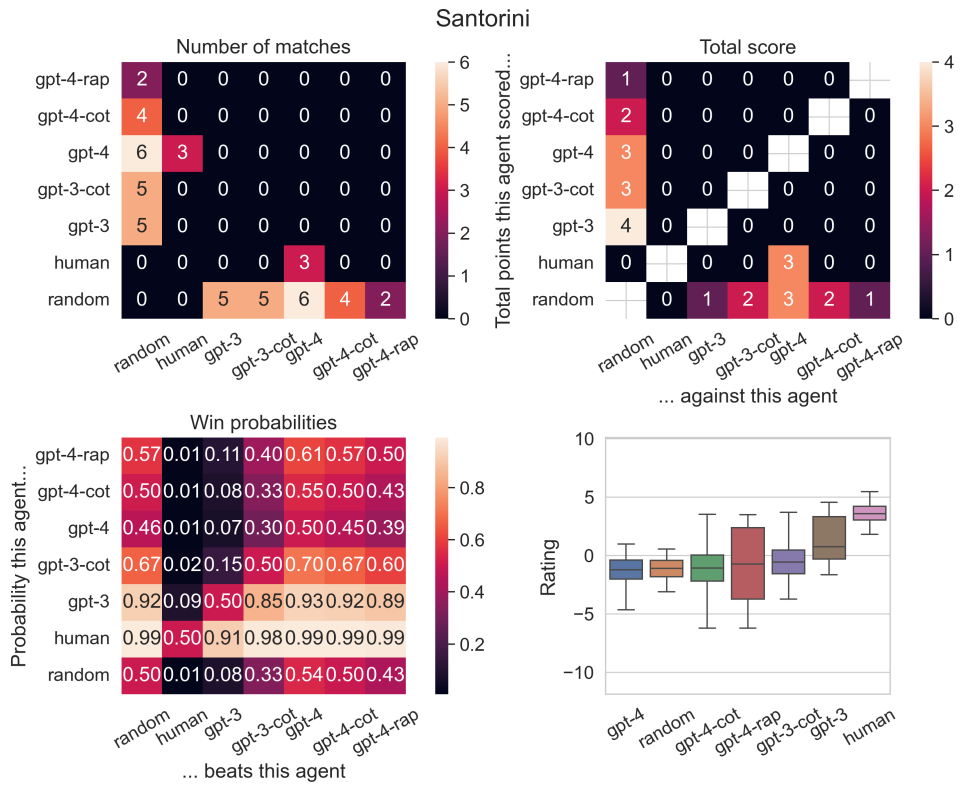 Santorini
Number of matches
gpt-4-rap 2 0 0 0 0 0 0
gpt-4-cot 4 0 0 0 0 0 0
gpt-4 6 3 0 0 0 0 0
gpt-3-cot 5 0 0 0 0 0 0
gpt-3 5 0 0 0 0 0 0
human 0 0 0 0 3 0 0
random 0 0 5 5 6 4 2
random human gpt-3 gpt-3-cot gpt-4 gpt-4-cot gpt-4-rap
6
5
4
3
2
1
0
Total score
Total points this agent scored...
gpt-4-rap 1 0 0 0 0 0
gpt-4-cot 2 0 0 0 0 0
gpt-4 3 0 0 0 0 0
gpt-3-cot 3 0 0 0 0 0
gpt-3 4 0 0 0 0 0
human 0 0 0 3 0 0
random 0 1 2 3 2 1
random human gpt-3 gpt-3-cot gpt-4 gpt-4-cot gpt-4-rap
... against this agent
4
3
2
1
0
Win probabilities
Probability this agent...
gpt-4-rap 0.57 0.01 0.11 0.40 0.61 0.57 0.50
gpt-4-cot 0.50 0.01 0.08 0.33 0.55 0.50 0.43
gpt-4 0.46 0.01 0.07 0.30 0.50 0.45 0.39
gpt-3-cot 0.67 0.02 0.15 0.50 0.70 0.67 0.60
gpt-3 0.92 0.09 0.50 0.85 0.93 0.92 0.89
human 0.99 0.50 0.91 0.98 0.99 0.99 0.99
random 0.50 0.01 0.08 0.33 0.54 0.50 0.43
random human gpt-3 gpt-3-cot gpt-4 gpt-4-cot gpt-4-rap
... beats this agent
0.8
0.6
0.4
0.2
Rating
10
5
0
−5
−10
gpt-4 random gpt-4-cot gpt-4-rap gpt-3-cot gpt-3 human